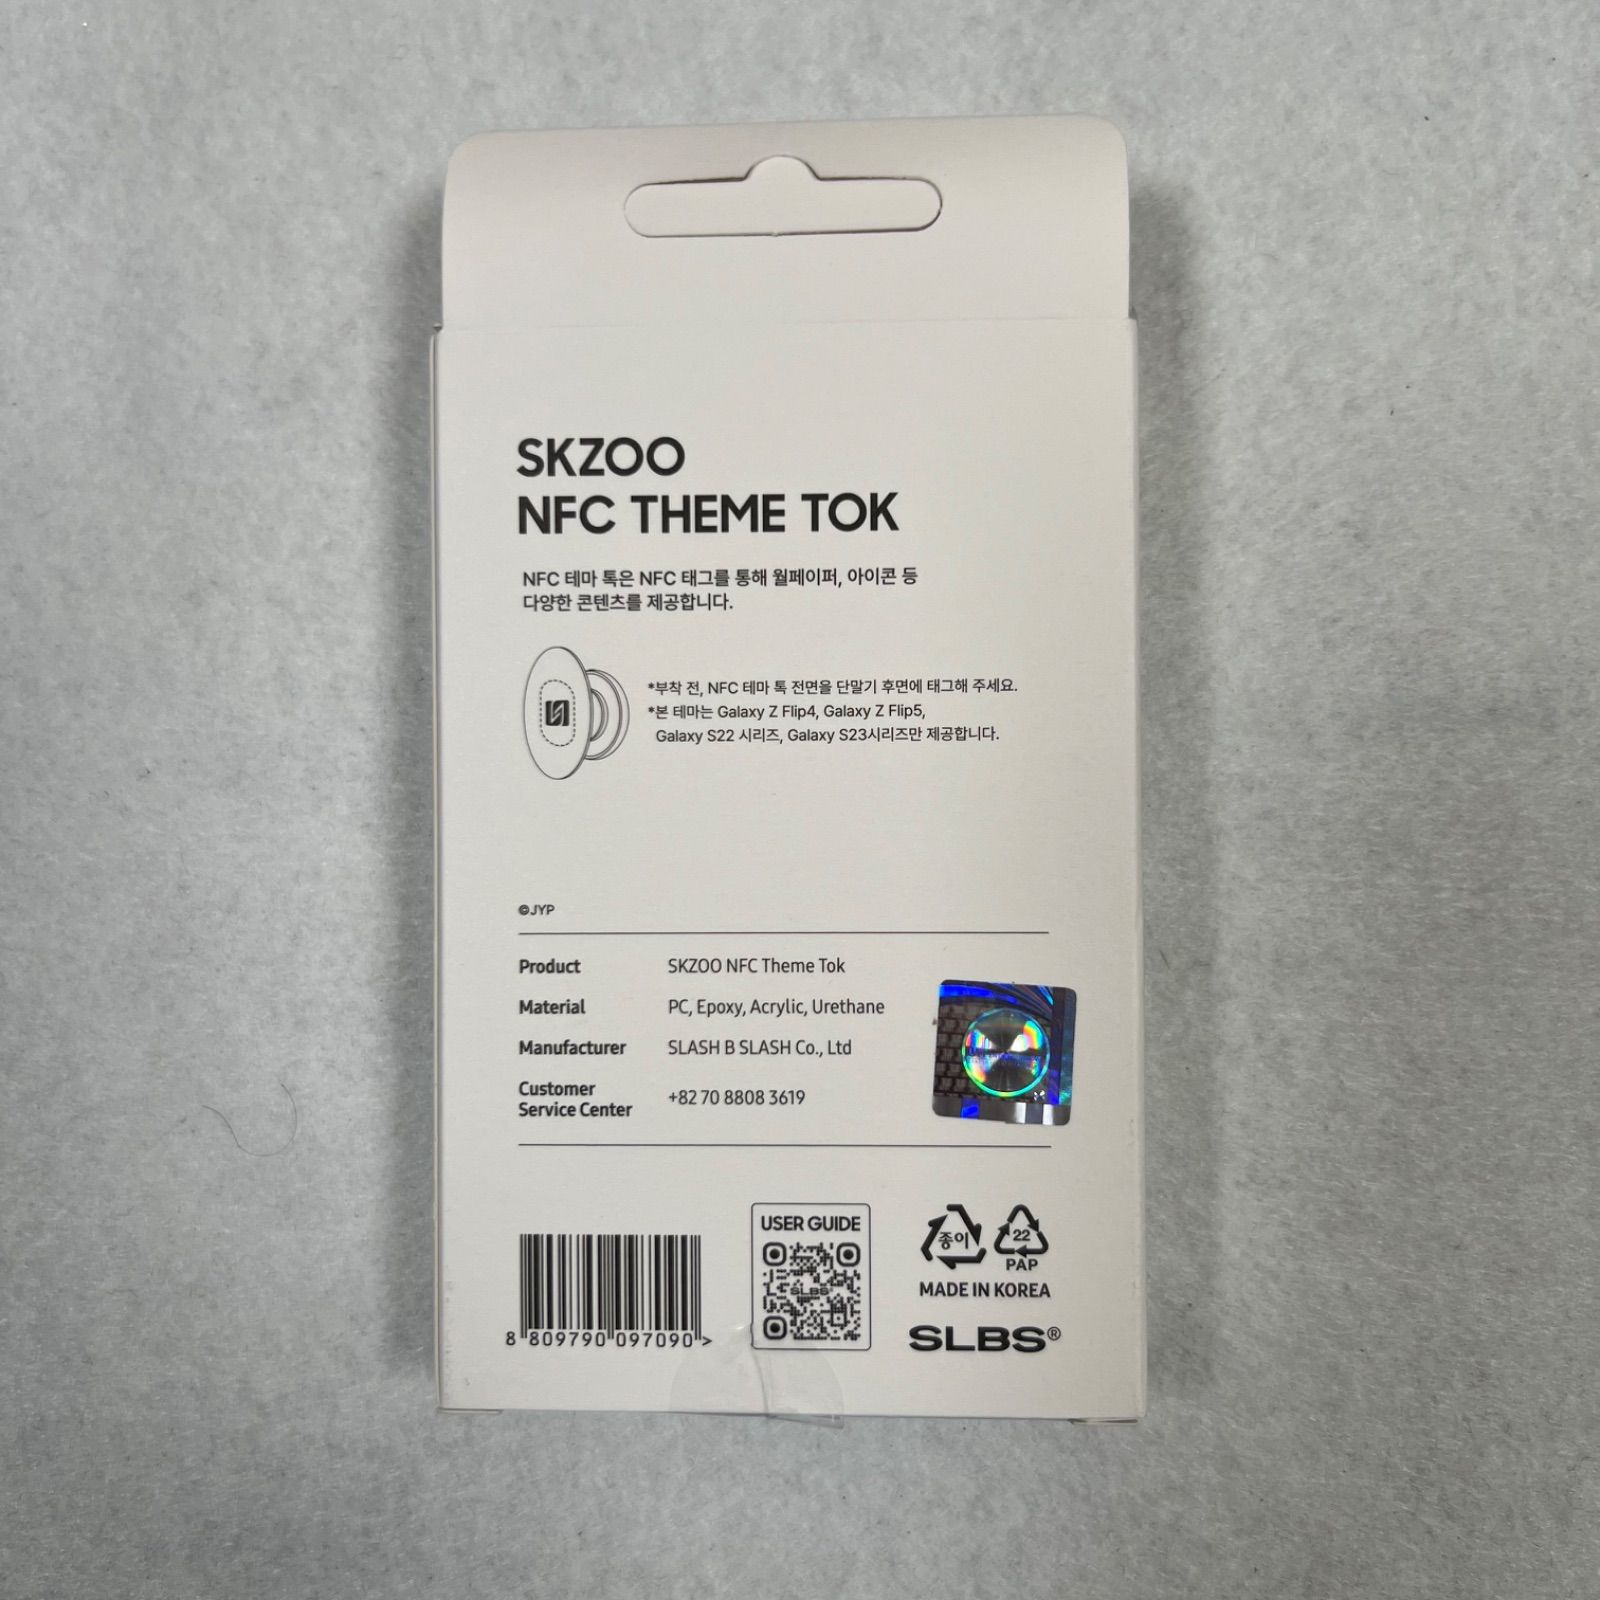 SKZOO
NFC THEME TOK
NFC 테마 톡은 NFC 태그를 통해 월페이퍼, 아이콘 등
다양한 콘텐츠를 제공합니다.
*부착 전, NFC 테마 톡 전면을 단말기 후면에 태그해 주세요.
*본 테마는 Galaxy Z Flip4, Galaxy Z Flip5,
Galaxy S22 시리즈, Galaxy S23시리즈만 제공합니다.
©JYP
Product SKZOO NFC Theme Tok
Material PC, Epoxy, Acrylic, Urethane
Manufacturer SLASH B SLASH Co., Ltd
Customer
Service Center +82 70 8808 3619
USER GUIDE
SLBS
8 809790 097090 >
종이 22
PAP
MADE IN KOREA
SLBS®